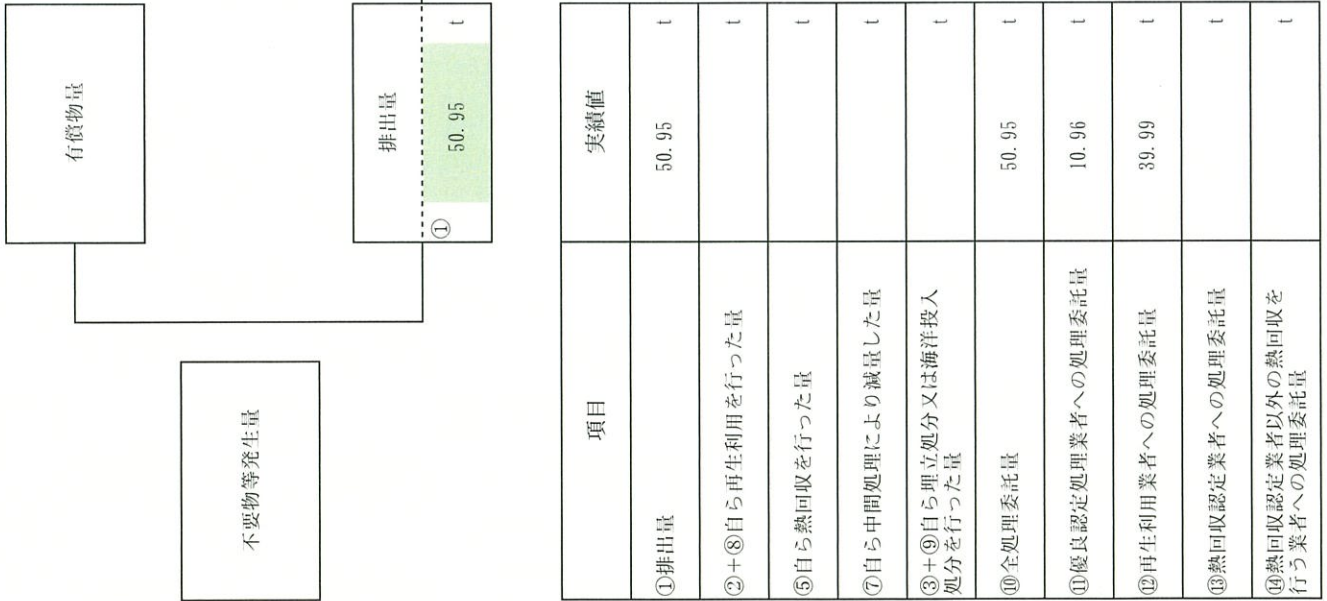 有償物量
不要物等発生量
排出量
① 50.95 t
項目 実績値
①排出量 50.95 t
②+⑧自ら再生利用を行った量 t
⑤自ら熱回収を行った量 t
⑦自ら中間処理により減量した量 t
③+⑨自ら埋立処分又は海洋投入
処分を行った量 t
⑩全処理委託量 50.95 t
⑪優良認定処理業者への処理委託量 10.96 t
⑫再生利用業者への処理委託量 39.99 t
⑬熱回収認定業者への処理委託量 t
⑭熱回収認定業者以外の熱回収を
行う業者への処理委託量 t